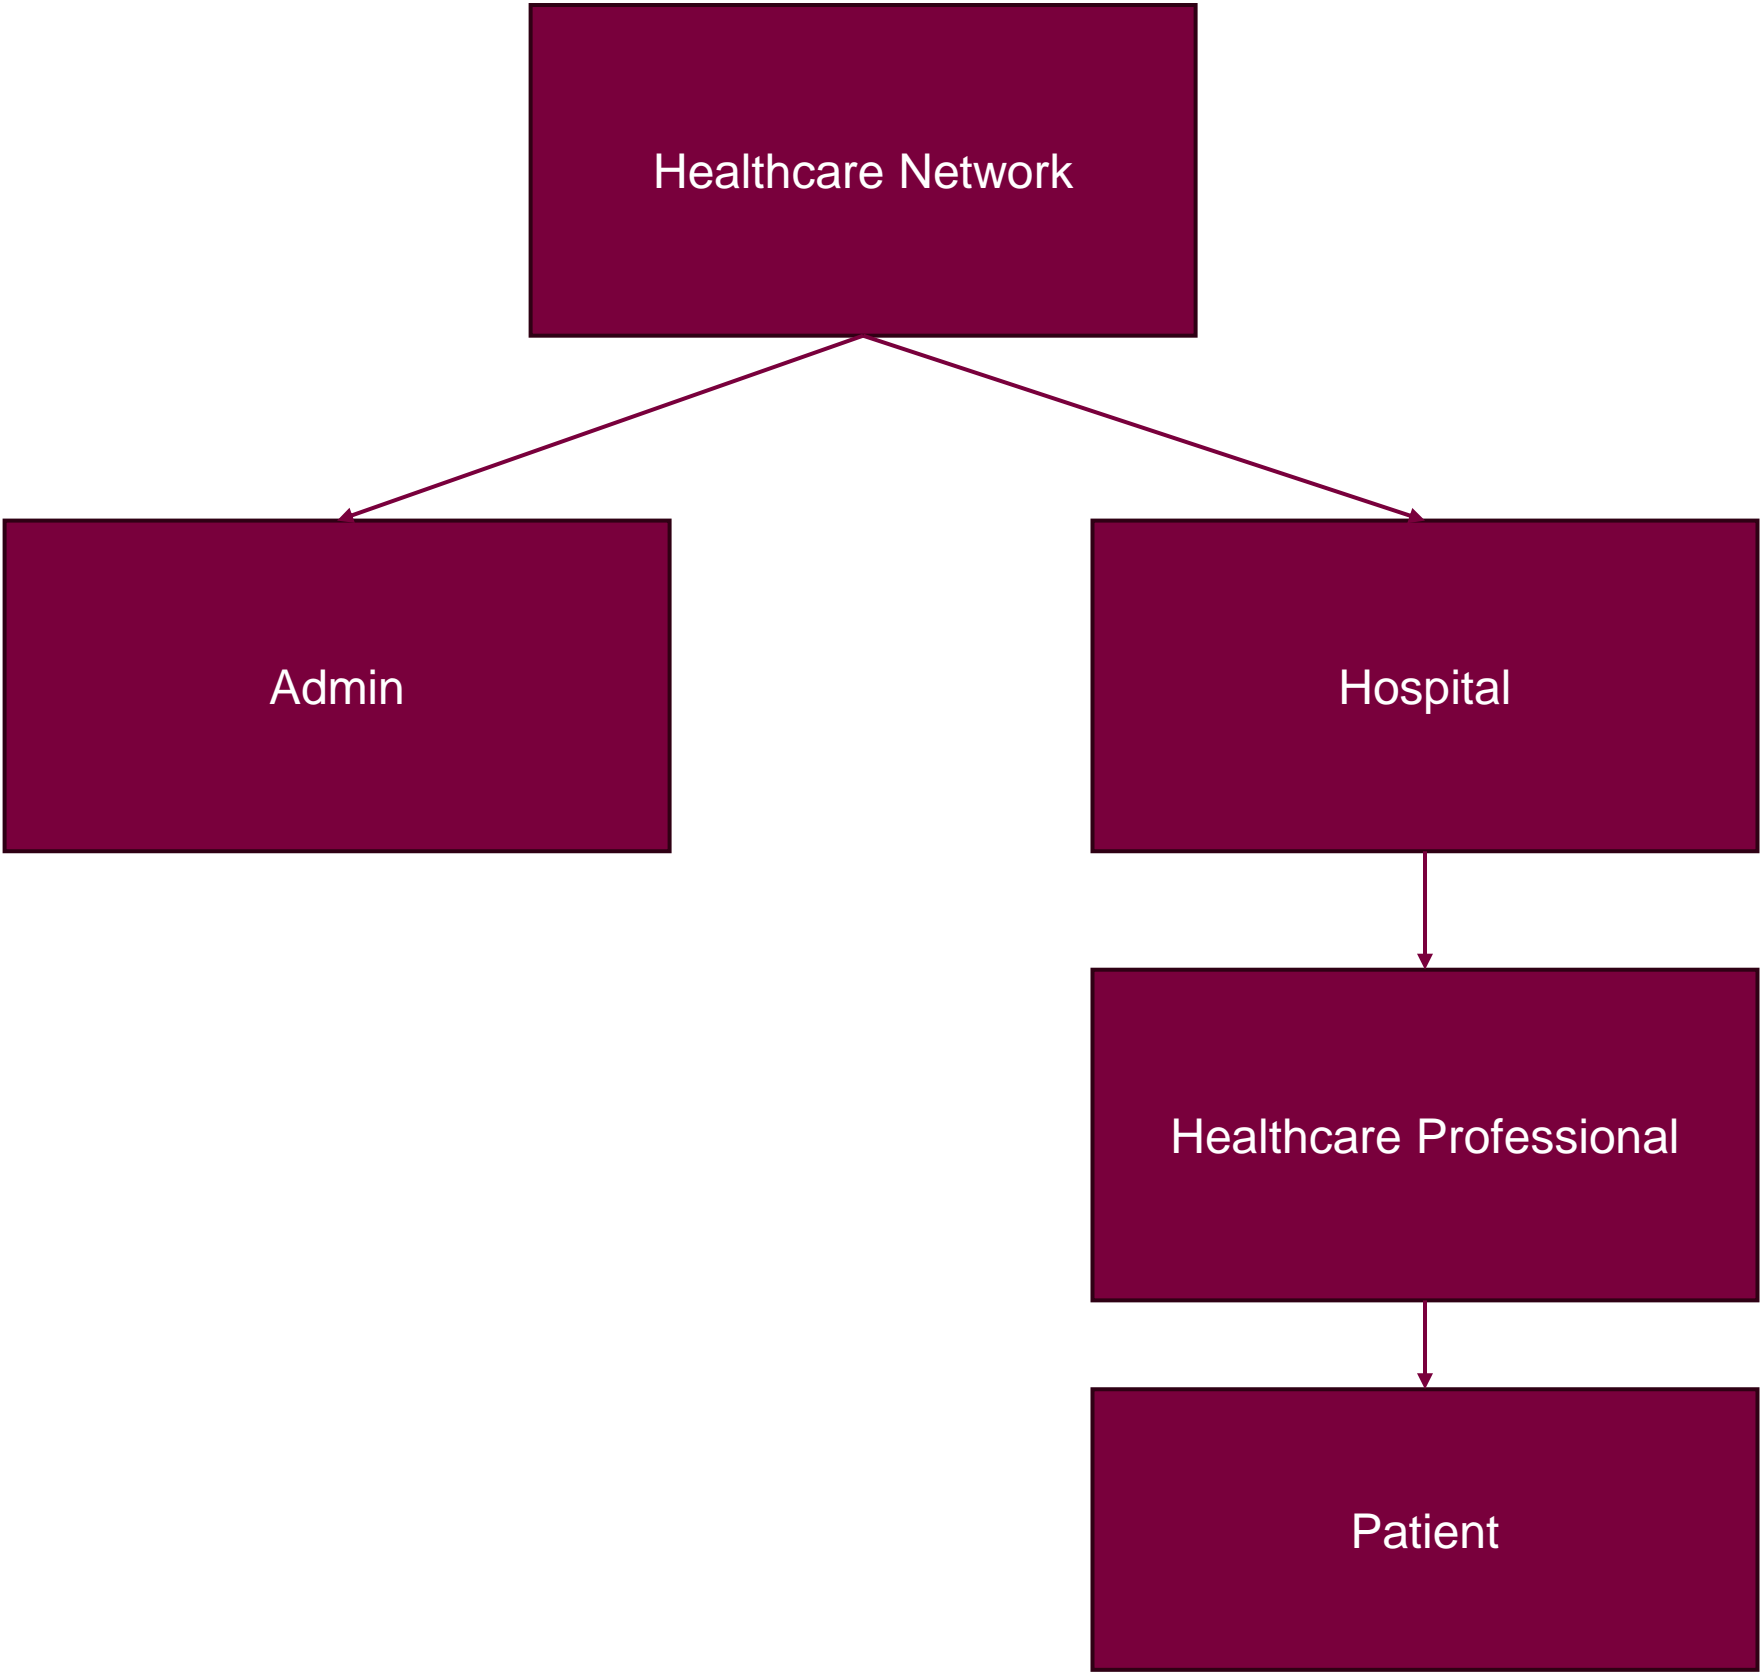 Healthcare Network
Admin
Hospital
Healthcare Professional
Patient